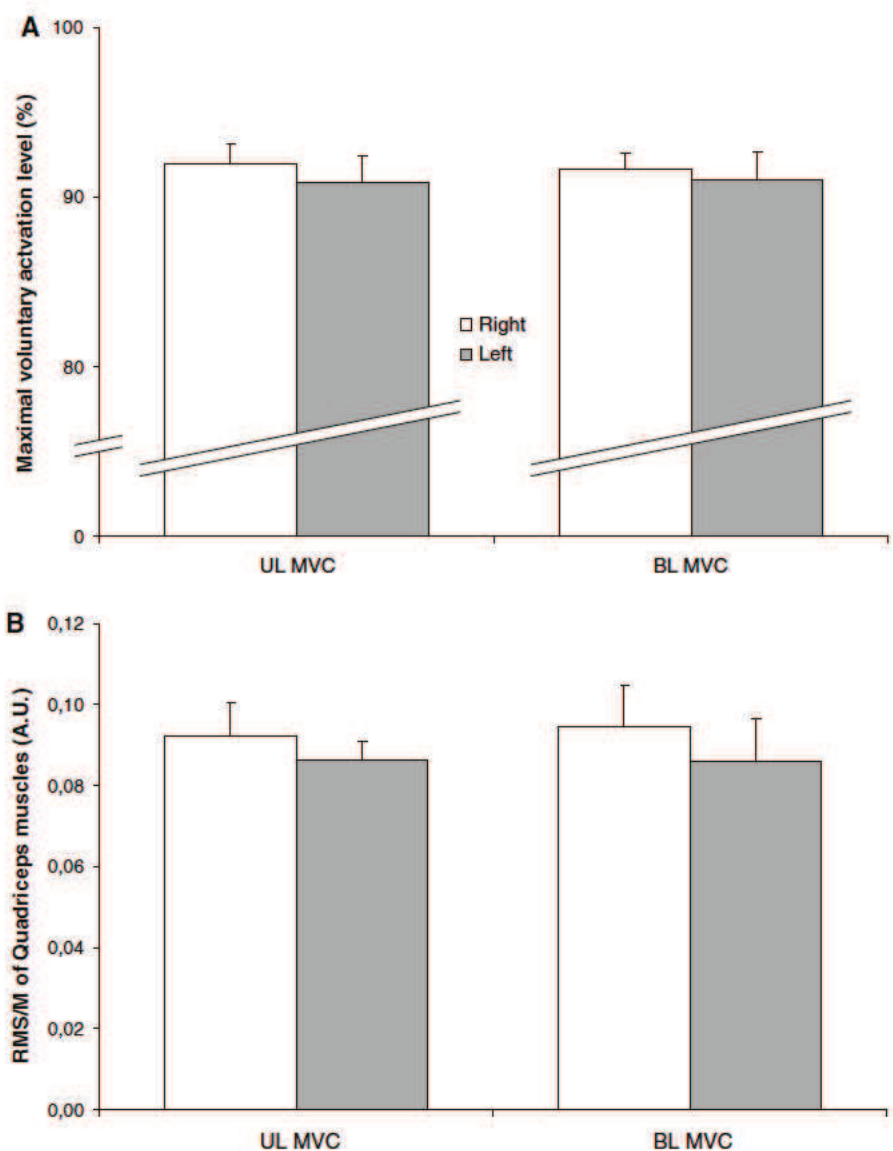 A
100
Maximal voluntary actvation level (%)
90
80
0
Right
Left
UL MVC
BL MVC
B
0,12
RMS/M of Quadriceps muscles (A.U.)
0,10
0,08
0,06
0,04
0,02
0,00
UL MVC
BL MVC